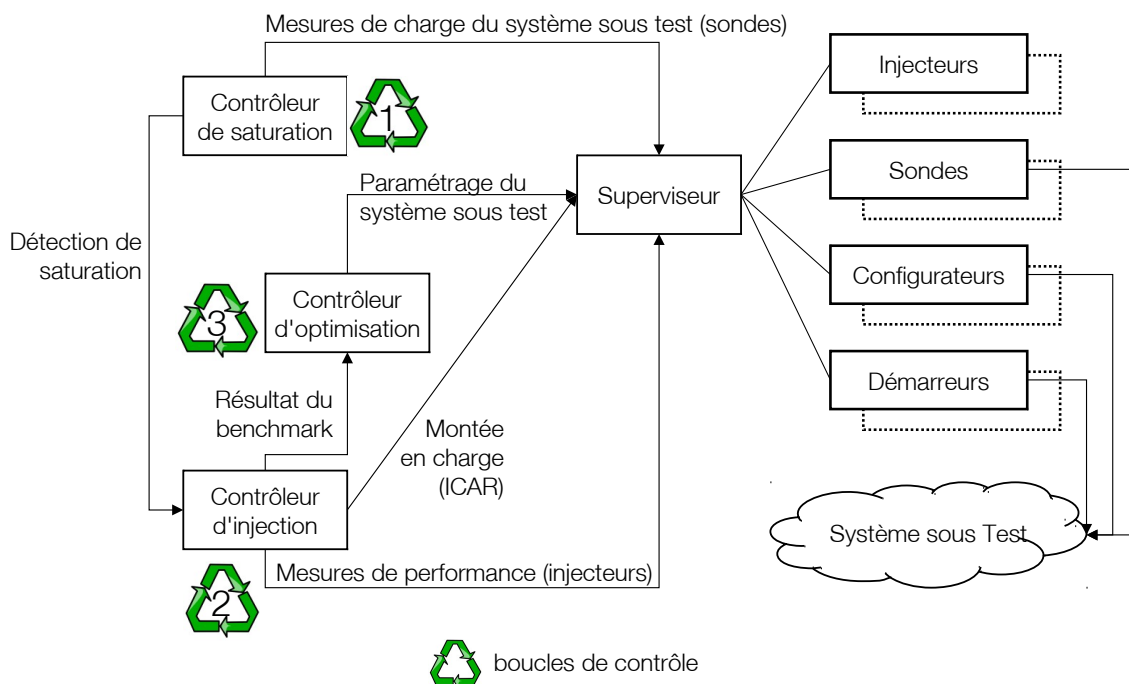 Mesures de charge du système sous test (sondes)
Contrôleur
de saturation
1
Injecteurs
Sondes
Paramétrage du
système sous test
Superviseur
Détection de
saturation
3
Contrôleur
d'optimisation
Configurateurs
Démarreurs
Résultat du
benchmark
Montée
en charge
(ICAR)
Contrôleur
d'injection
Système sous Test
2
Mesures de performance (injecteurs)
boucles de contrôle